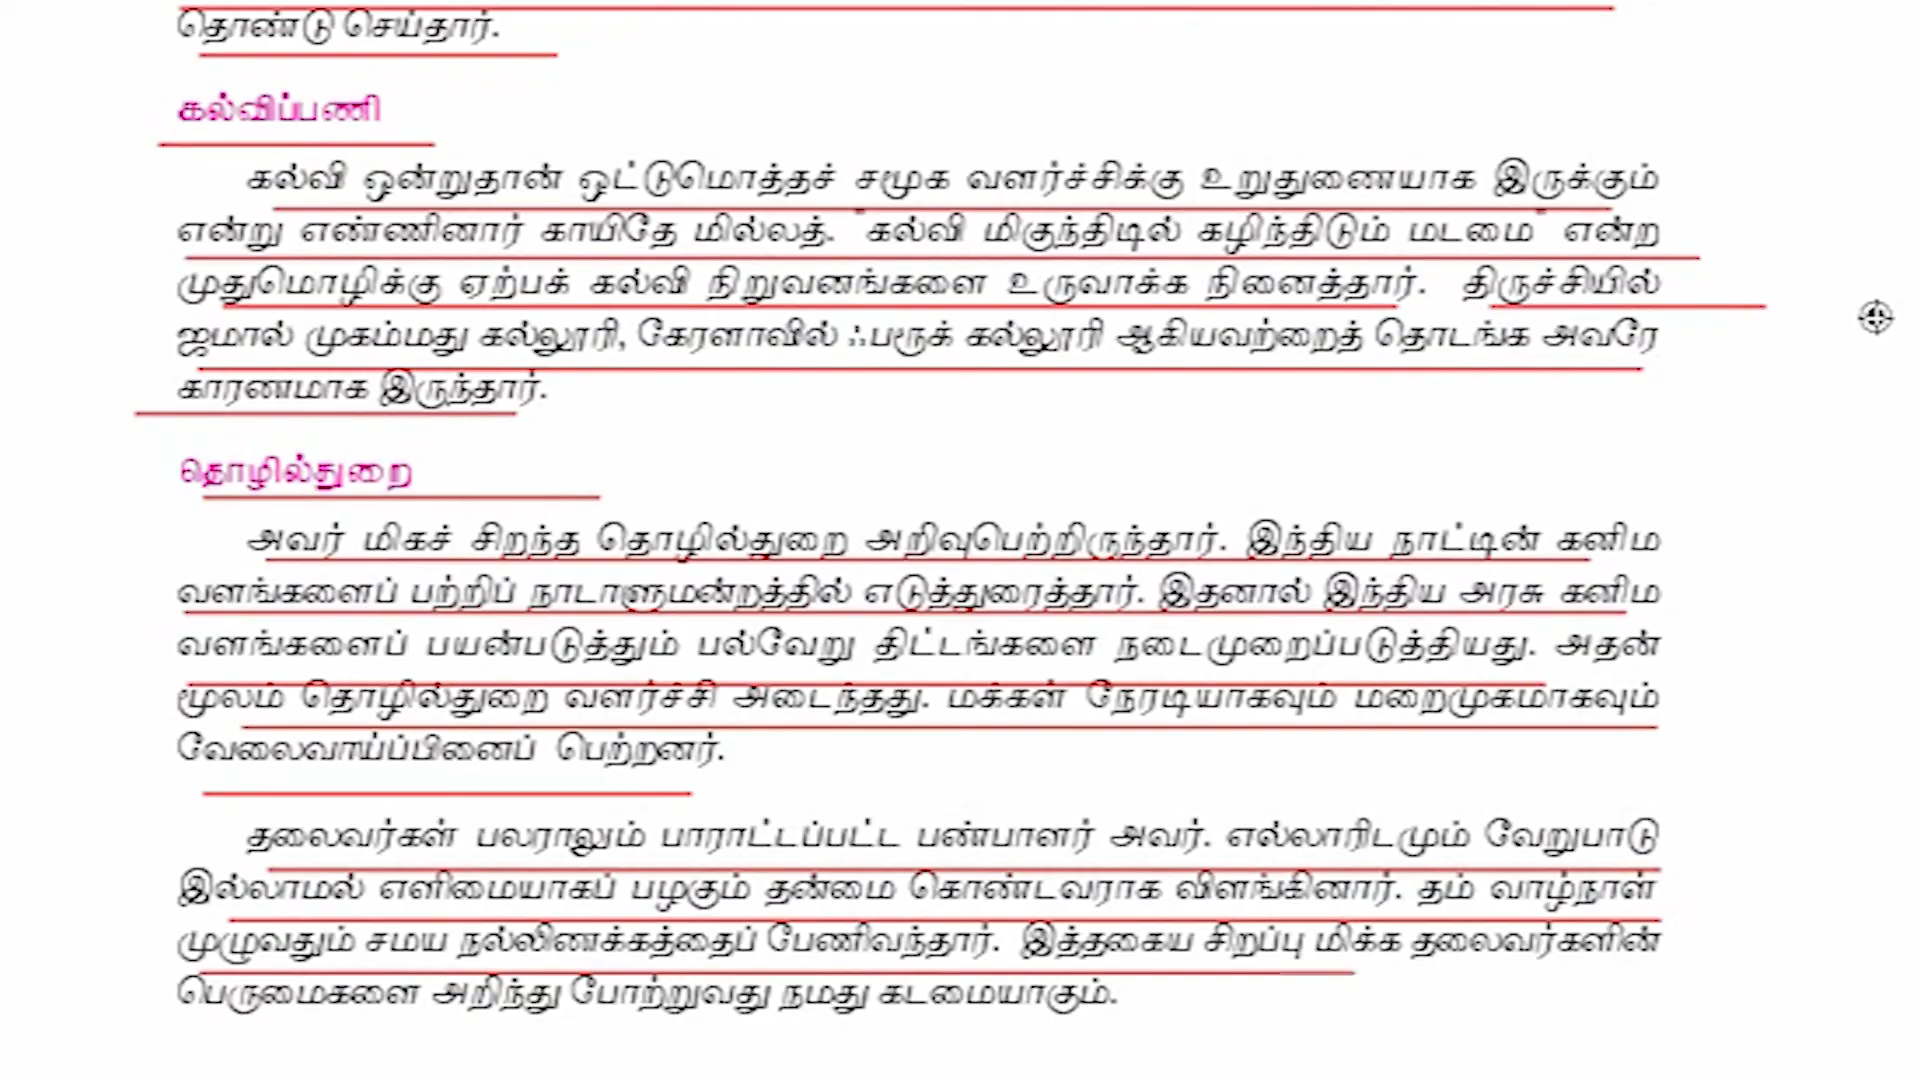 தொண்டு செய்தார்.
கல்விப்பணி
கல்வி ஒன்றுதான் ஒட்டுமொத்தச் சமூக வளர்ச்சிக்கு உறுதுணையாக இருக்கும்
என்று எண்ணினார் காயிதே மில்லத். "கல்வி மிகுந்திடில் கழிந்திடும் மடமை" என்ற
முதுமொழிக்கு ஏற்பக் கல்வி நிறுவனங்களை உருவாக்க நினைத்தார். திருச்சியில்
ஜமால் முகம்மது கல்லூரி, கேரளாவில் ஃபரூக் கல்லூரி ஆகியவற்றைத் தொடங்க அவரே
காரணமாக இருந்தார்.
தொழில்துறை
அவர் மிகச் சிறந்த தொழில்துறை அறிவுபெற்றிருந்தார். இந்திய நாட்டின் கனிம
வளங்களைப் பற்றிப் நாடாளுமன்றத்தில் எடுத்துரைத்தார். இதனால் இந்திய அரசு கனிம
வளங்களைப் பயன்படுத்தும் பல்வேறு திட்டங்களை நடைமுறைப்படுத்தியது. அதன்
மூலம் தொழில்துறை வளர்ச்சி அடைந்தது. மக்கள் நேரடியாகவும் மறைமுகமாகவும்
வேலைவாய்ப்பினைப் பெற்றனர்.
தலைவர்கள் பலராலும் பாராட்டப்பட்ட பண்பாளர் அவர். எல்லாரிடமும் வேறுபாடு
இல்லாமல் எளிமையாகப் பழகும் தன்மை கொண்டவராக விளங்கினார். தம் வாழ்நாள்
முழுவதும் சமய நல்லிணக்கத்தைப் பேணிவந்தார். இத்தகைய சிறப்பு மிக்க தலைவர்களின்
பெருமைகளை அறிந்து போற்றுவது நமது கடமையாகும்.